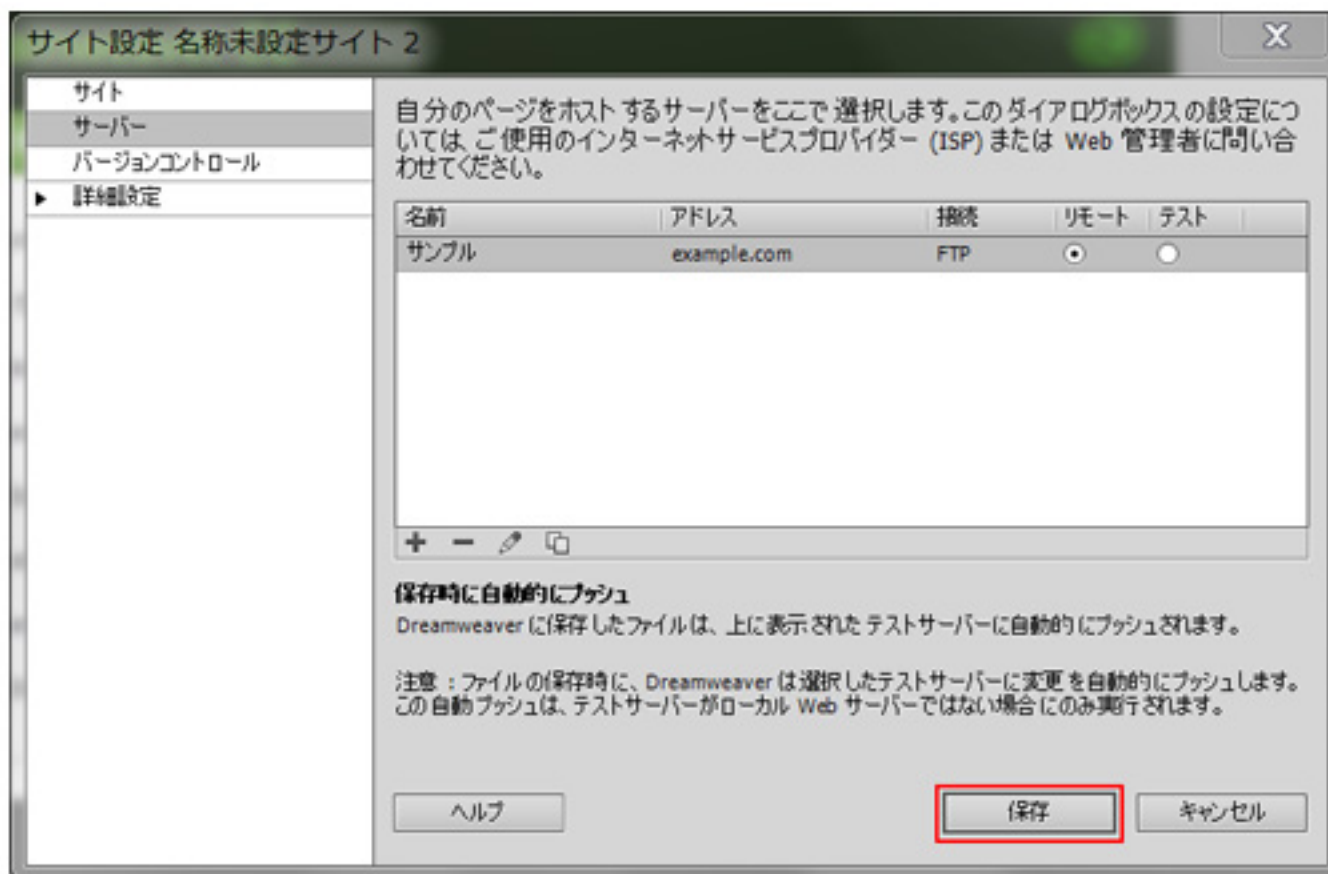 サイト設定 名称未設定サイト 2
サイト
サーバー
バージョンコントロール
詳細設定
自分のページをホストするサーバーをここで選択します。このダイアログボックスの設定につ
いては、ご使用のインターネットサービスプロバイダー (ISP) または Web 管理者に問い合
わせてください。
名前 アドレス 接続 リモート テスト
サンプル example.com FTP
保存時に自動的にプッシュ
Dreamweaver に保存したファイルは、上に表示されたテストサーバーに自動的にプッシュされます。
注意 : ファイルの保存時に、Dreamweaver は選択したテストサーバーに変更を自動的にプッシュします。
この自動プッシュは、テストサーバーがローカル Web サーバーではない場合にのみ実行されます。
ヘルプ 保存 キャンセル